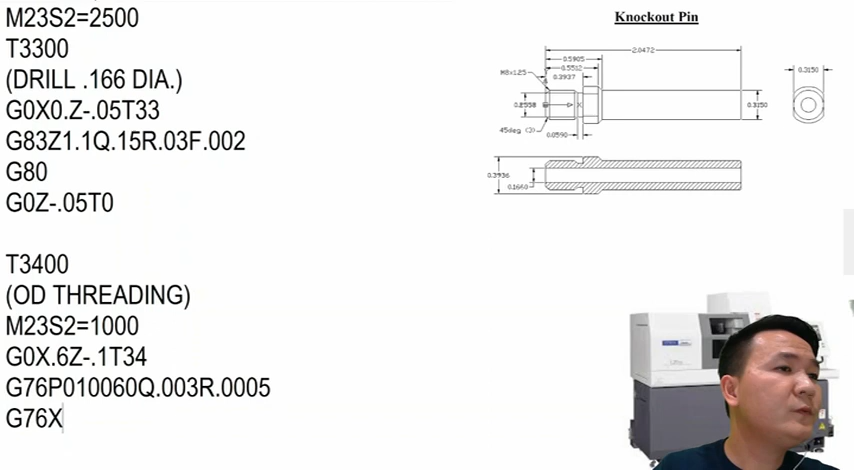 M23S2=2500
T3300
(DRILL .166 DIA.)
G0X0.Z-.05T33
G83Z1.1Q.15R.03F.002
G80
G0Z-.05T0
T3400
(OD THREADING)
M23S2=1000
G0X.6Z-.1T34
G76P010060Q.003R.0005
G76X
Knockout Pin
2.0472
0.5905
0.5512
0.3937
M8x1.25
X
0.3150
0.3150
45deg (3)
0.0590
0.3936
0.1660